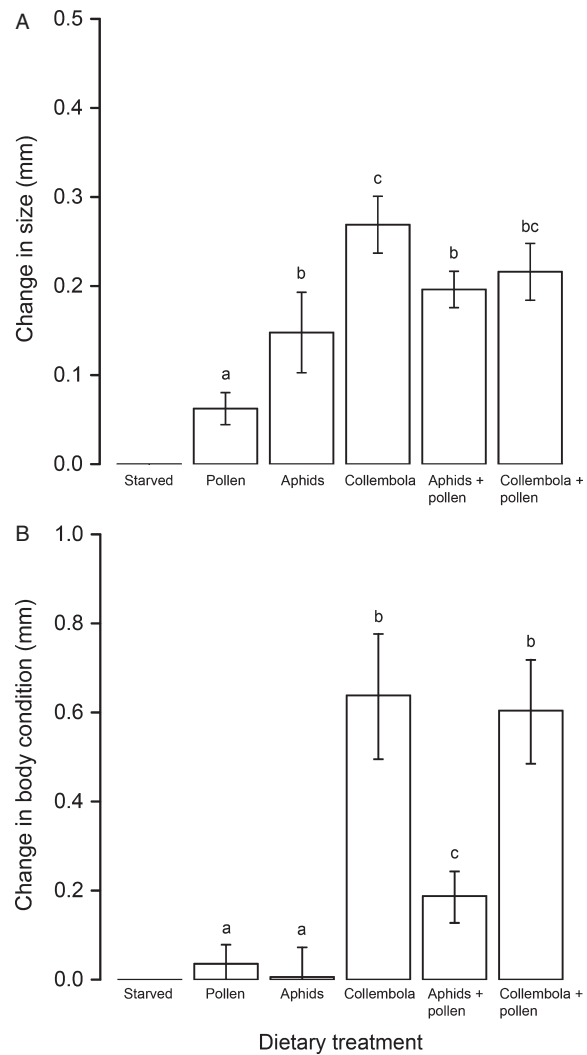 A
Change in size (mm)
0.5
0.4
0.3
0.2
0.1
0.0
a
b
c
b
bc
Starved Pollen Aphids Collembola Aphids + Collembola +
pollen pollen
B
Change in body condition (mm)
1.0
0.8
0.6
0.4
0.2
0.0
a
a
b
c
b
Starved Pollen Aphids Collembola Aphids + Collembola +
pollen pollen
Dietary treatment